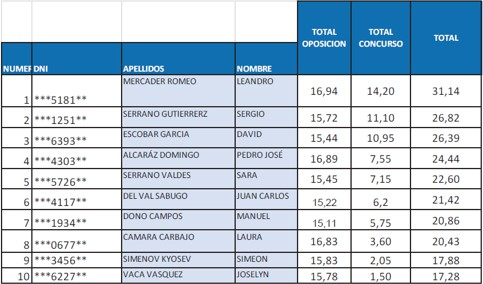 TOTAL OPOSICION TOTAL CONCURSO TOTAL
NUMER DNI APELLIDOS NOMBRE
1 ***5181** MERCADER ROMEO LEANDRO 16,94 14,20 31,14
2 ***1251** SERRANO GUTIERRERZ SERGIO 15,72 11,10 26,82
3 ***6393** ESCOBAR GARCIA DAVID 15,44 10,95 26,39
4 ***4303** ALCARÁZ DOMINGO PEDRO JOSÉ 16,89 7,55 24,44
5 ***5726** SERRANO VALDES SARA 15,45 7,15 22,60
6 ***4117** DEL VAL SABUGO JUAN CARLOS 15,22 6,2 21,42
7 ***1934** DONO CAMPOS MANUEL 15,11 5,75 20,86
8 ***0677** CAMARA CARBAJO LAURA 16,83 3,60 20,43
9 ***3456** SIMENOV KYOSEV SIMEON 15,83 2,05 17,88
10 ***6227** VACA VASQUEZ JOSELYN 15,78 1,50 17,28